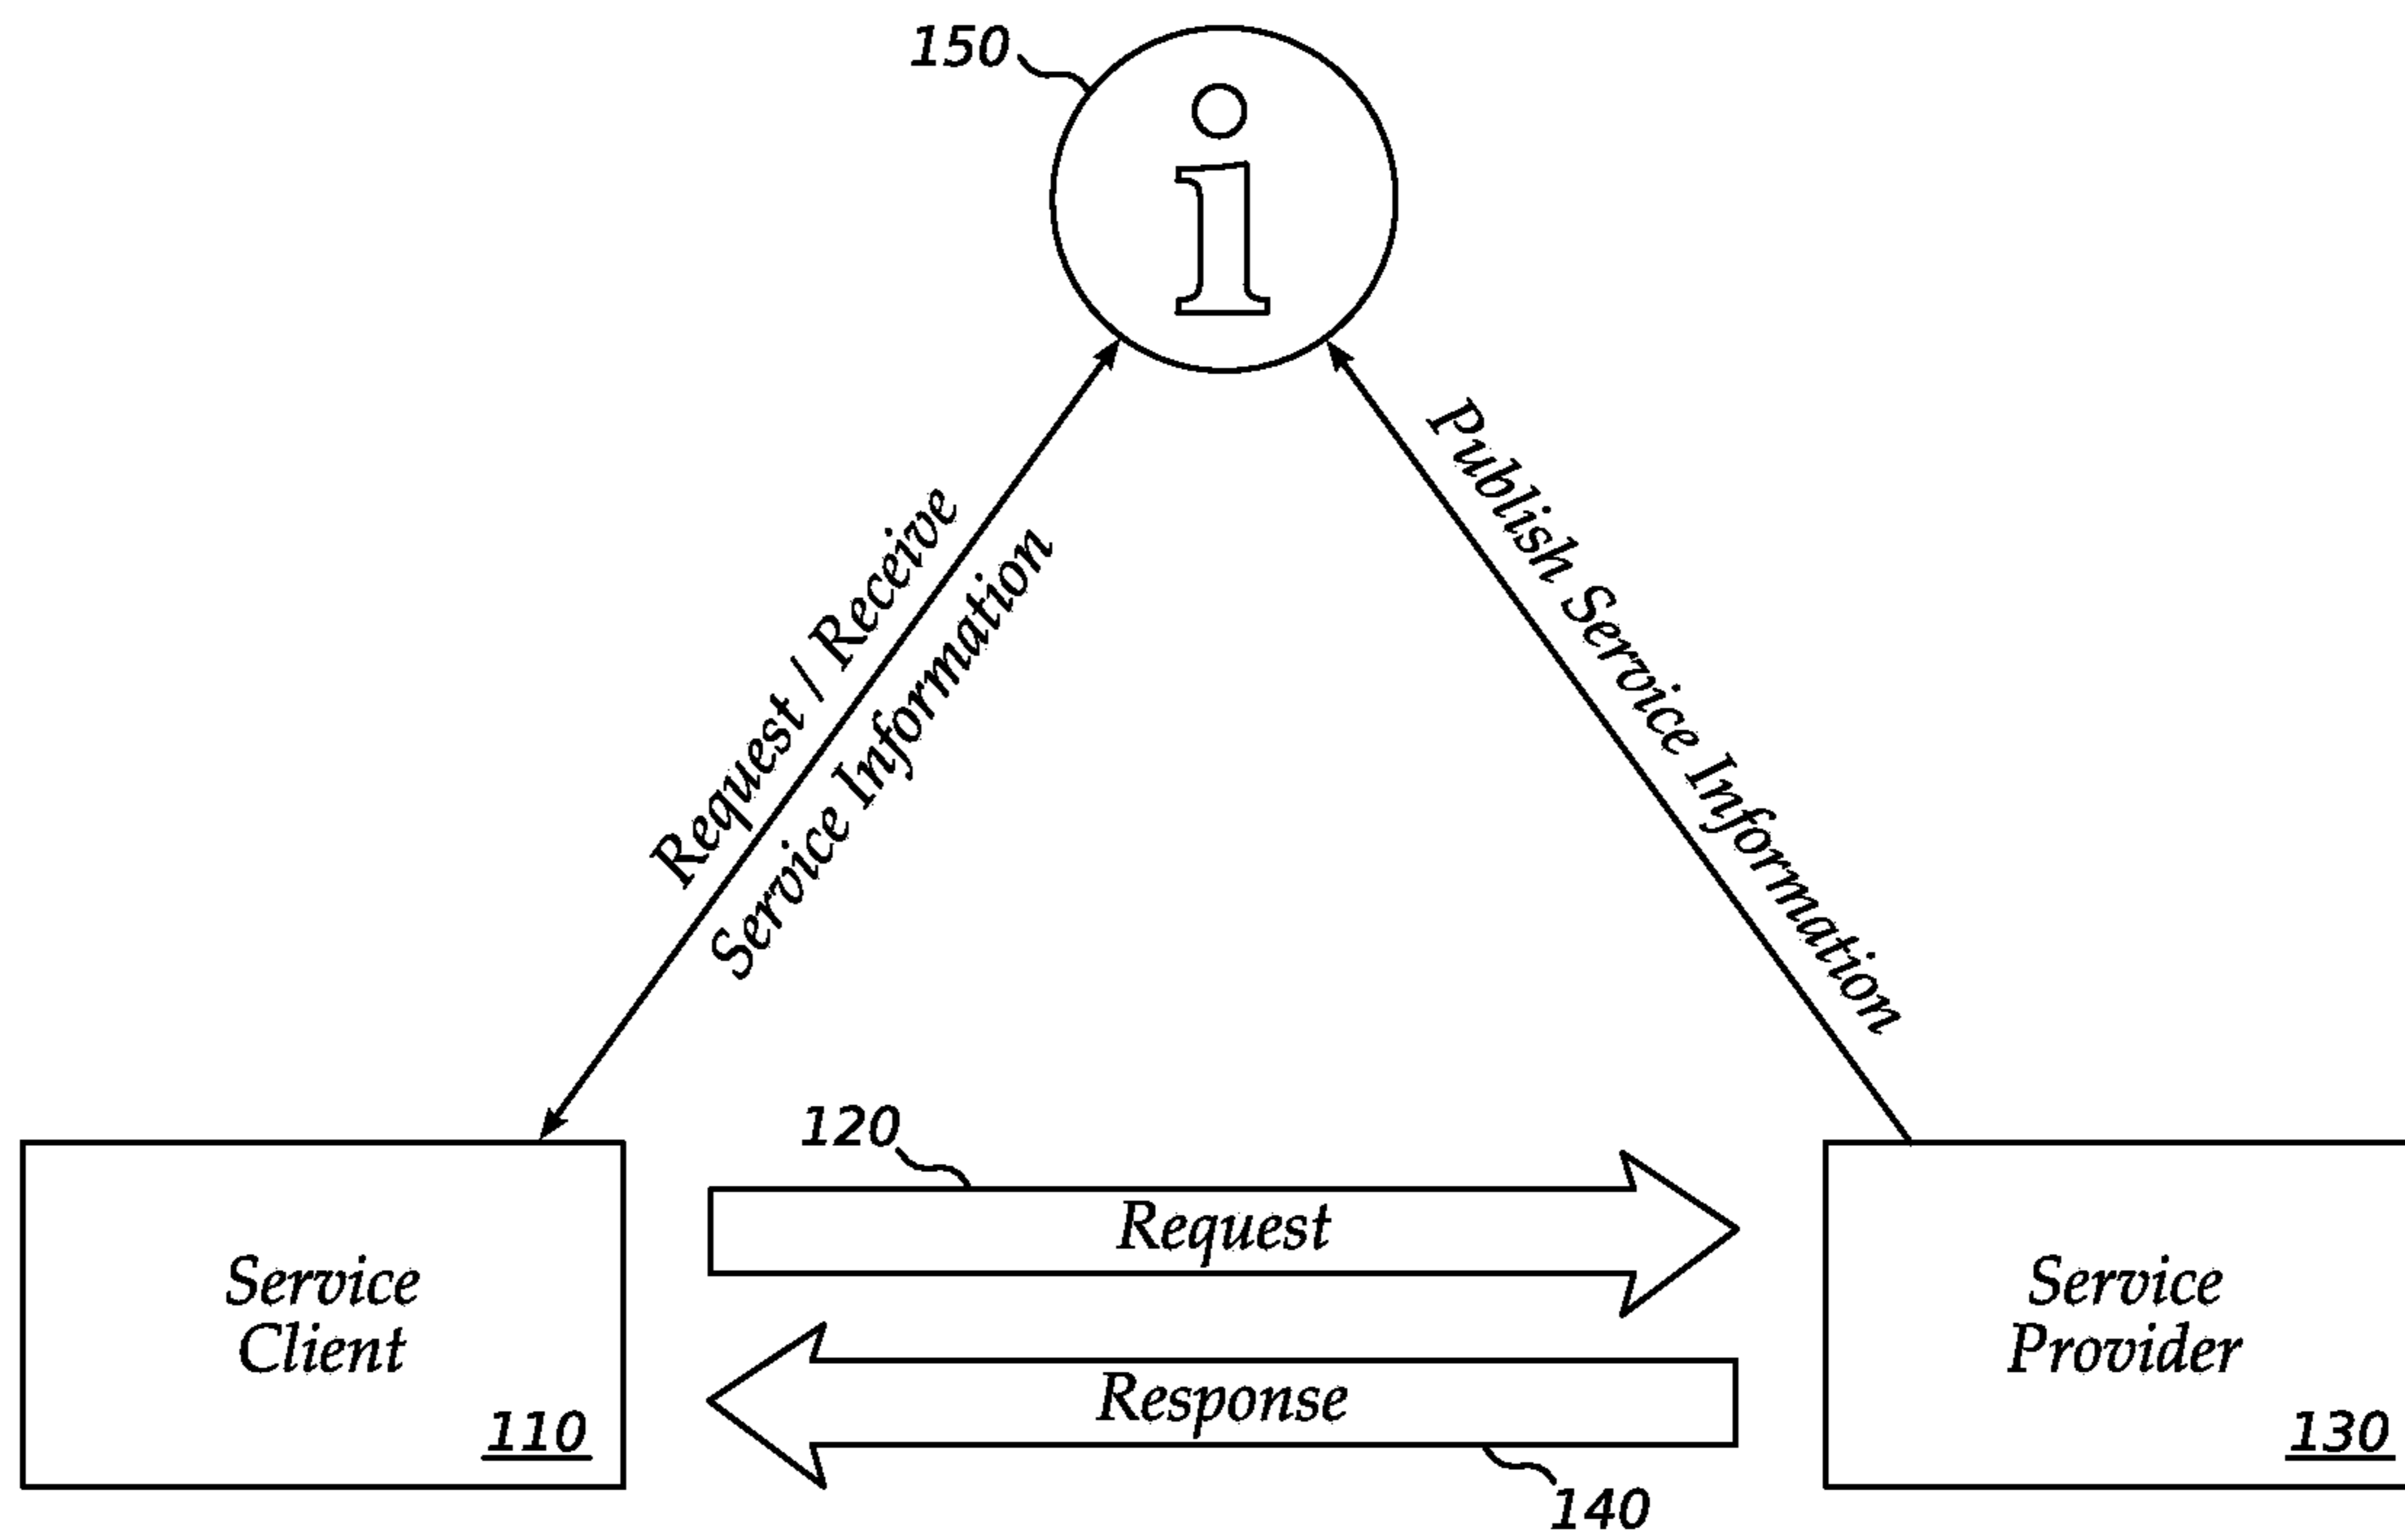 150
i
Request / Receive
Service Information
Publish Service Information
120
Request
Service
Client
110
Response
140
Service
Provider
130